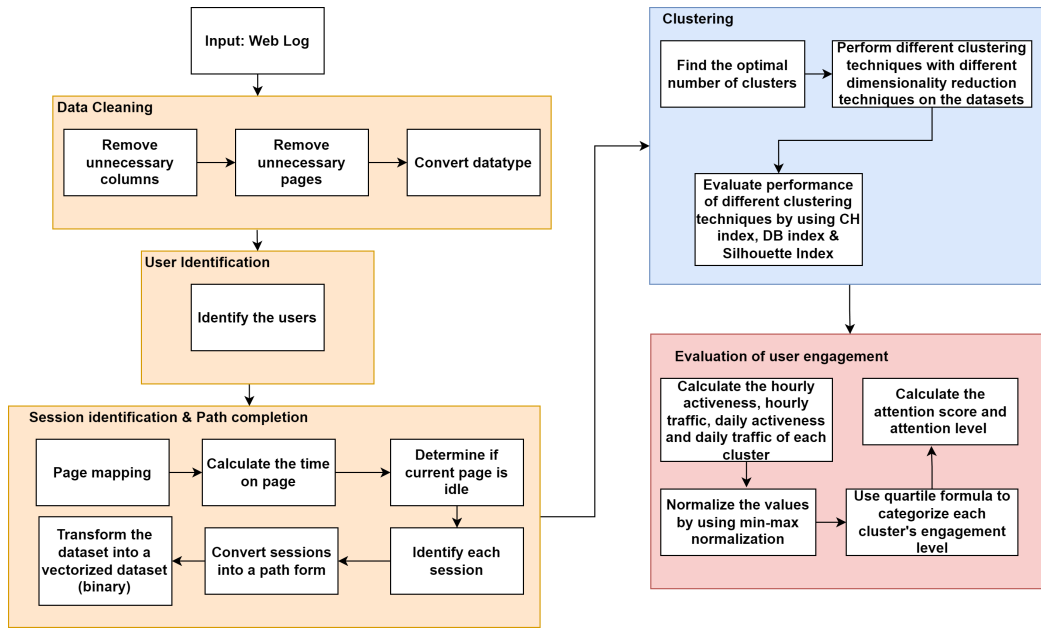 Input: Web Log
Data Cleaning
Remove
unnecessary
columns
Remove
unnecessary
pages
Convert datatype
User Identification
Identify the users
Session identification & Path completion
Page mapping
Calculate the time
on page
Determine if
current page is
idle
Identify each
session
Convert sessions
into a path form
Transform the
dataset into a
vectorized dataset
(binary)
Clustering
Find the optimal
number of clusters
Perform different clustering
techniques with different
dimensionality reduction
techniques on the datasets
Evaluate performance
of different clustering
techniques by using CH
index, DB index &
Silhouette Index
Evaluation of user engagement
Calculate the hourly
activeness, hourly
traffic, daily activeness
and daily traffic of each
cluster
Normalize the values
by using min-max
normalization
Use quartile formula to
categorize each
cluster's engagement
level
Calculate the
attention score and
attention level